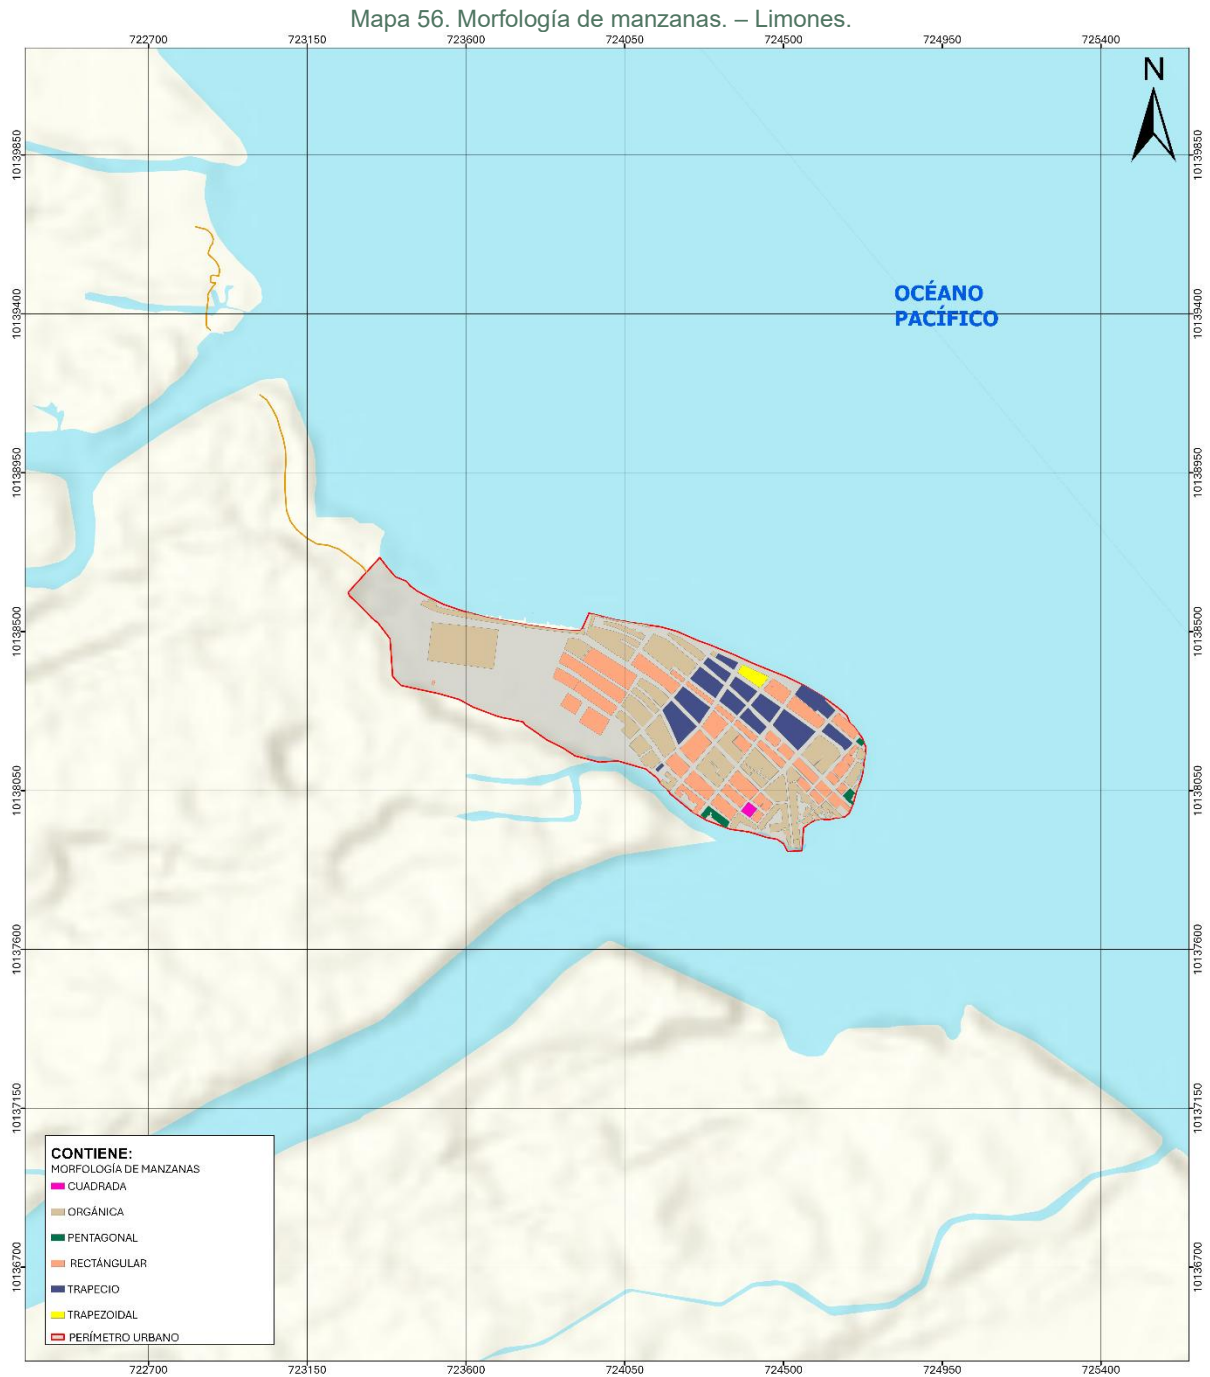 Mapa 56. Morfología de manzanas. – Limones.
722700 723150 723600 724050 724500 724950 725400
N
10139850 10139850
OCÉANO
PACÍFICO
10139400 10139400
10138950 10138950
10138500 10138500
10138050 10138050
10137600 10137600
10137150 10137150
CONTIENE:
MORFOLOGÍA DE MANZANAS
CUADRADA
ORGÁNICA
PENTAGONAL
RECTÁNGULAR
TRAPECIO
TRAPEZOIDAL
PERÍMETRO URBANO
10136700 10136700
722700 723150 723600 724050 724500 724950 725400